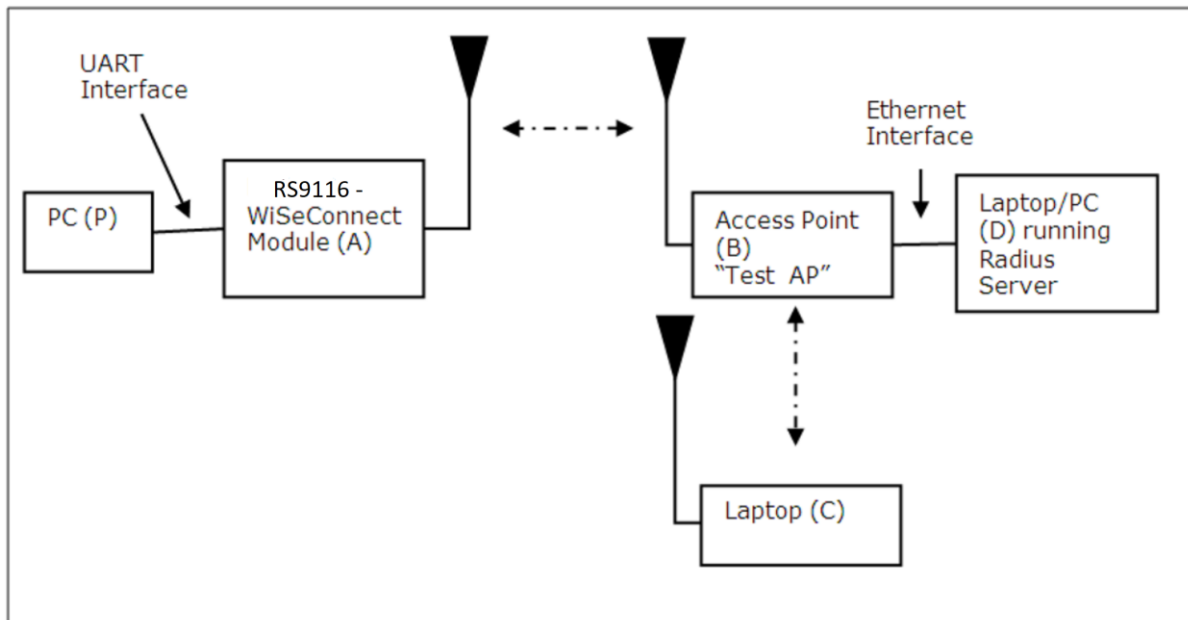 UART
Interface
PC (P)
RS9116 -
WiSeConnect
Module (A)
Ethernet
Interface
Access Point
(B)
“Test AP”
Laptop/PC
(D) running
Radius
Server
Laptop (C)